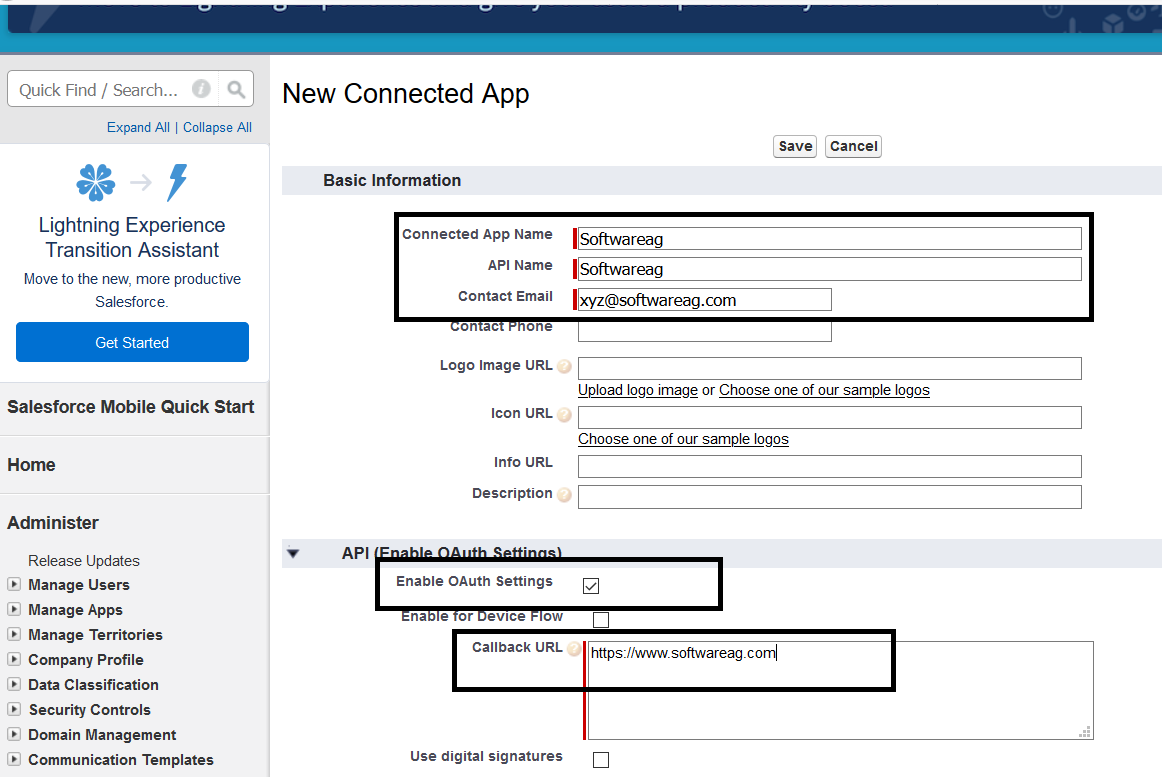 Quick Find / Search...
Expand All | Collapse All
Lightning Experience
Transition Assistant
Move to the new, more productive
Salesforce.
Get Started
Salesforce Mobile Quick Start
Home
Administer
Release Updates
Manage Users
Manage Apps
Manage Territories
Company Profile
Data Classification
Security Controls
Domain Management
Communication Templates
New Connected App
Save Cancel
Basic Information
Connected App Name Softwareag
API Name Softwareag
Contact Email xyz@softwareag.com
Contact Phone
Logo Image URL
Upload logo image or Choose one of our sample logos
Icon URL
Choose one of our sample logos
Info URL
Description
API (Enable OAuth Settings)
Enable OAuth Settings
Enable for Device Flow
Callback URL https://www.softwareag.com
Use digital signatures